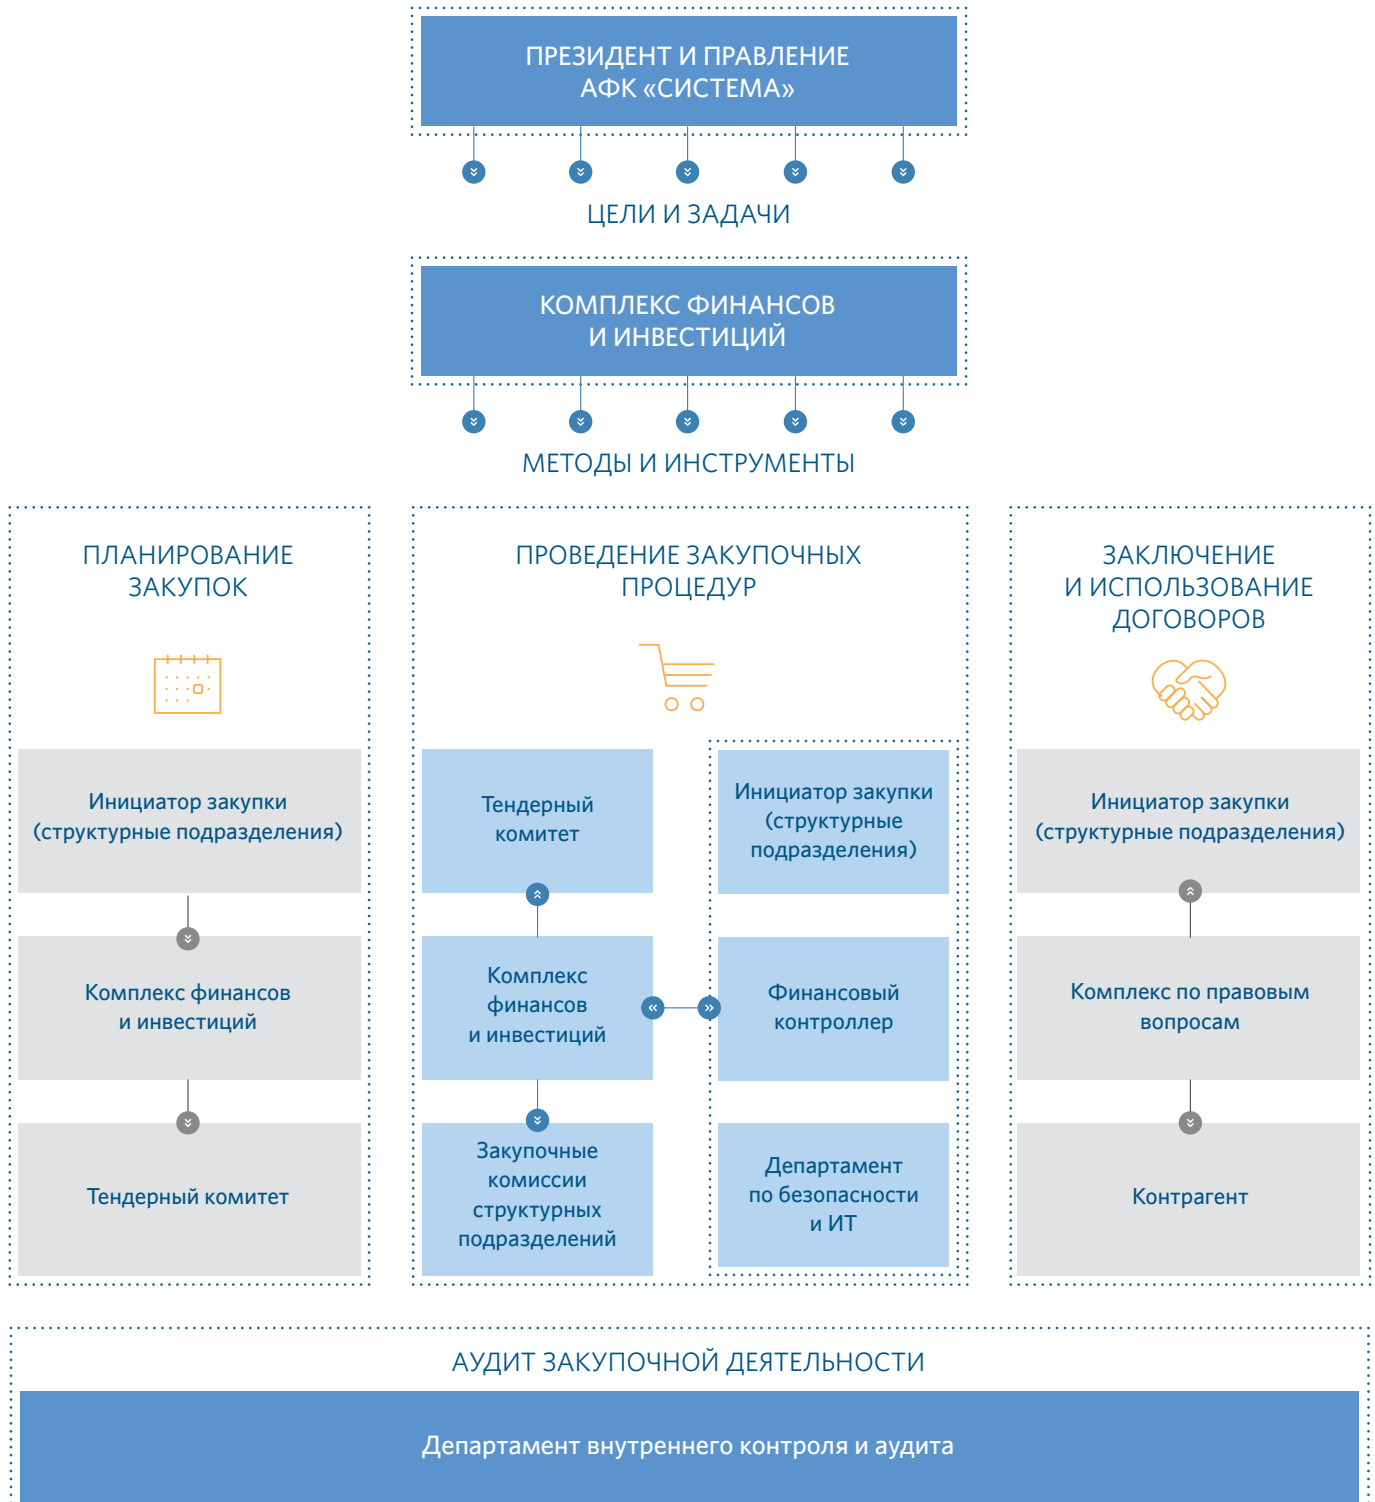 ПРЕЗИДЕНТ И ПРАВЛЕНИЕ
АФК «СИСТЕМА»
ЦЕЛИ И ЗАДАЧИ
КОМПЛЕКС ФИНАНСОВ
И ИНВЕСТИЦИЙ
МЕТОДЫ И ИНСТРУМЕНТЫ
ПЛАНИРОВАНИЕ
ЗАКУПОК
Инициатор закупки
(структурные подразделения)
Комплекс финансов
и инвестиций
Тендерный комитет
ПРОВЕДЕНИЕ ЗАКУПОЧНЫХ
ПРОЦЕДУР
Тендерный
комитет
Комплекс
финансов
и инвестиций
Закупочные
комиссии
структурных
подразделений
Инициатор закупки
(структурные
подразделения)
Финансовый
контроллер
Департамент
по безопасности
и ИТ
ЗАКЛЮЧЕНИЕ
И ИСПОЛЬЗОВАНИЕ
ДОГОВОРОВ
Инициатор закупки
(структурные подразделения)
Комплекс по правовым
вопросам
Контрагент
АУДИТ ЗАКУПОЧНОЙ ДЕЯТЕЛЬНОСТИ
Департамент внутреннего контроля и аудита